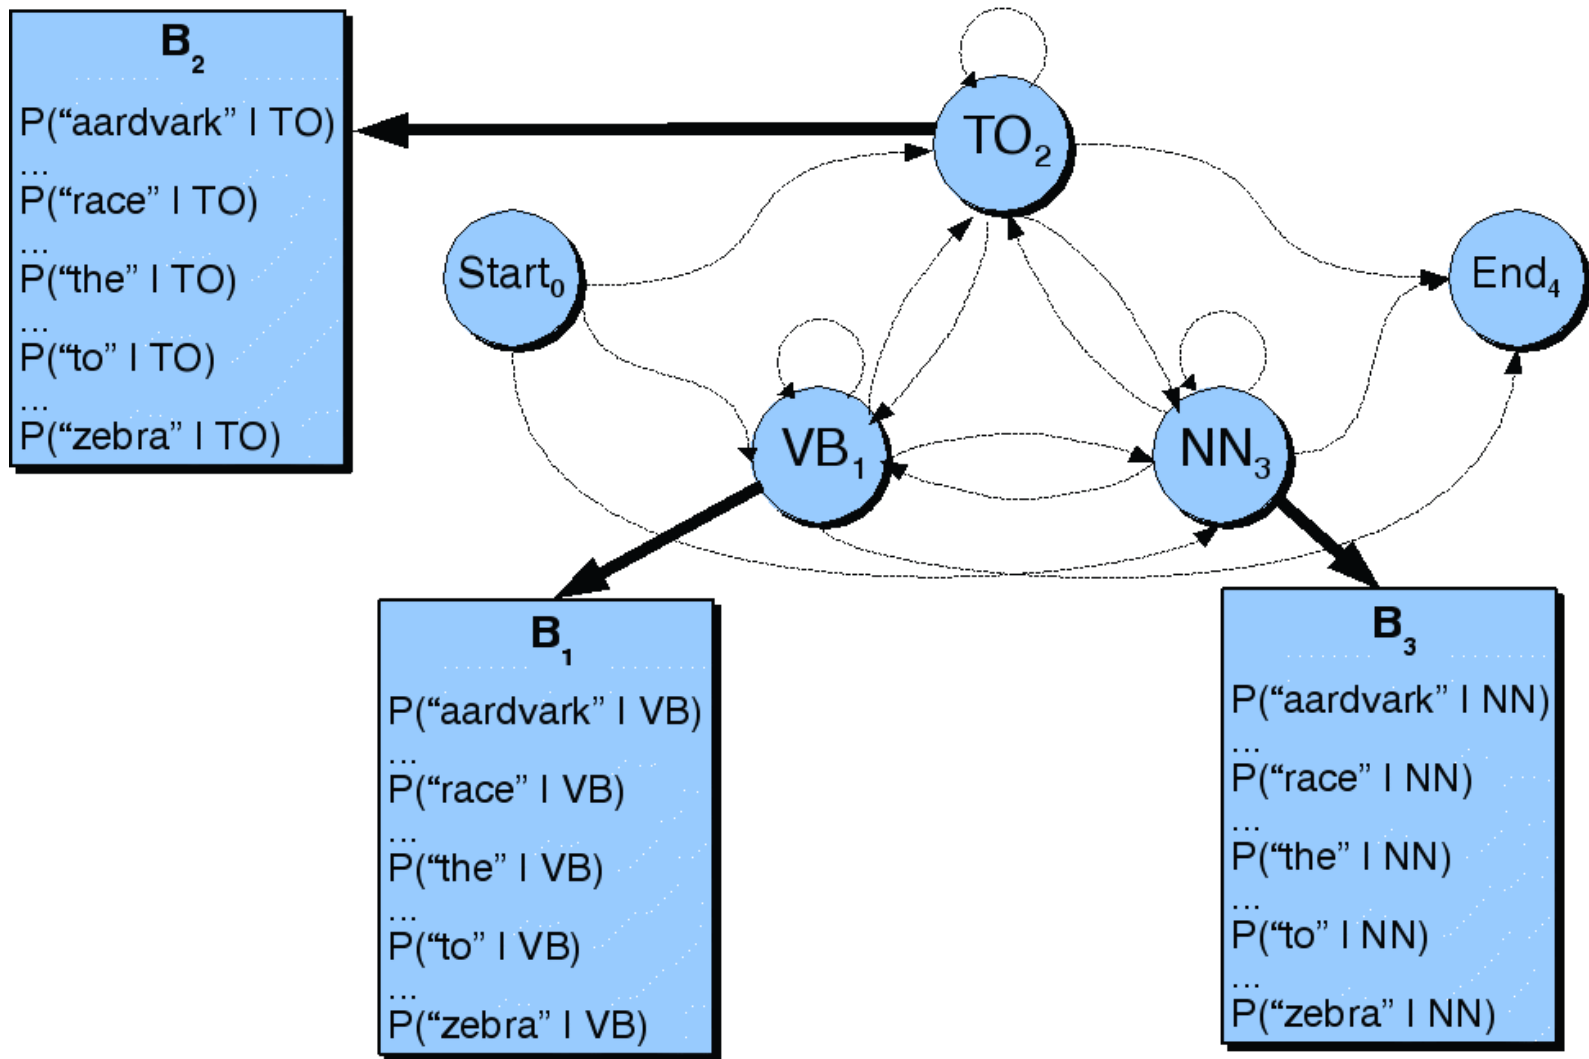 B2
P(“aardvark” | TO)
...
P(“race” | TO)
...
P(“the” | TO)
...
P(“to” | TO)
...
P(“zebra” | TO)
TO2
Start0
End4
VB1
NN3
B1
P(“aardvark” | VB)
...
P(“race” | VB)
...
P(“the” | VB)
...
P(“to” | VB)
...
P(“zebra” | VB)
B3
P(“aardvark” | NN)
...
P(“race” | NN)
...
P(“the” | NN)
...
P(“to” | NN)
...
P(“zebra” | NN)